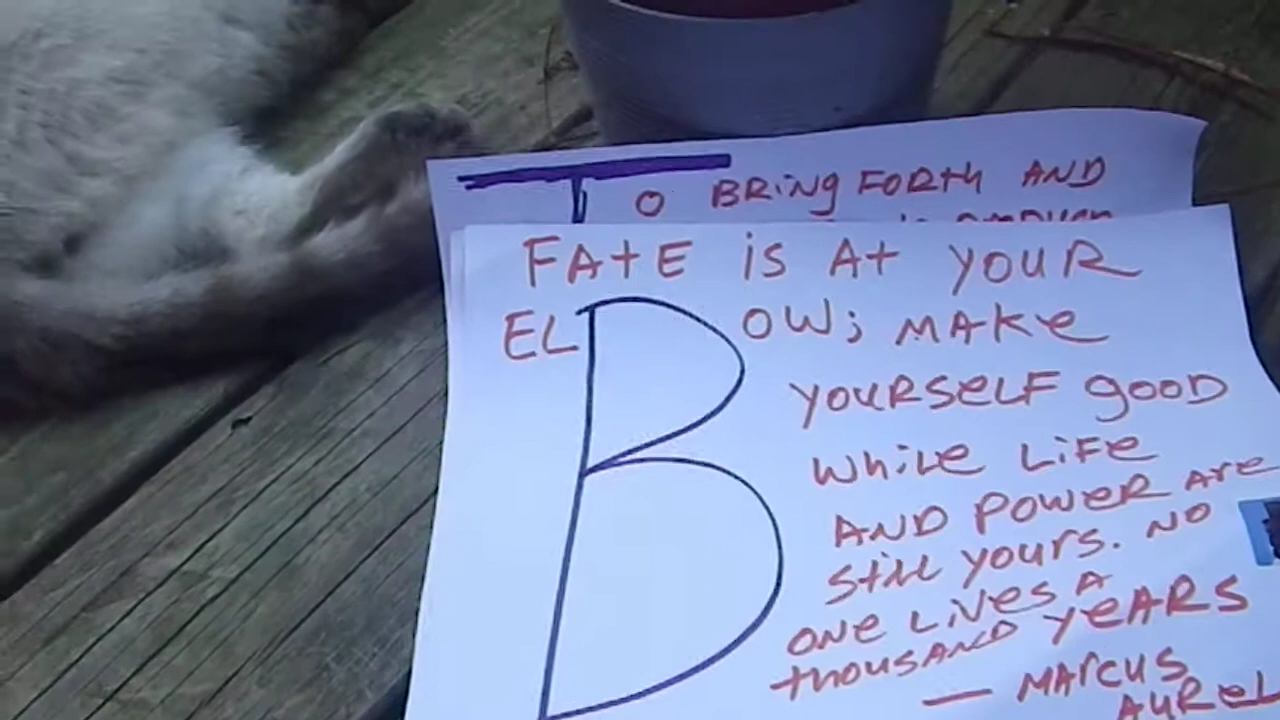 TO BRING FORTH AND
FATE IS AT YOUR
ELBOW; MAKE
YOURSELF GOOD
WHILE LIFE
AND POWER ARE
STILL YOURS. NO
ONE LIVES A
THOUSAND YEARS
— MARCUS
AUREL